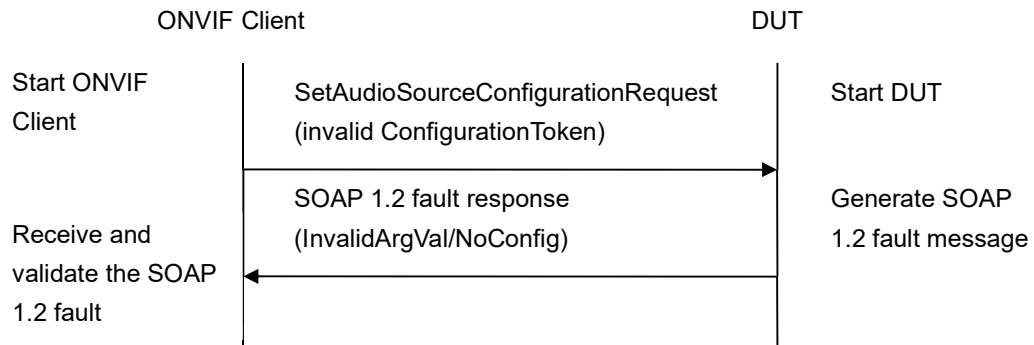 ONVIF Client
DUT
Start ONVIF
Client
SetAudioSourceConfigurationRequest
(invalid ConfigurationToken)
Start DUT
SOAP 1.2 fault response
(InvalidArgVal/NoConfig)
Generate SOAP
1.2 fault message
Receive and
validate the SOAP
1.2 fault